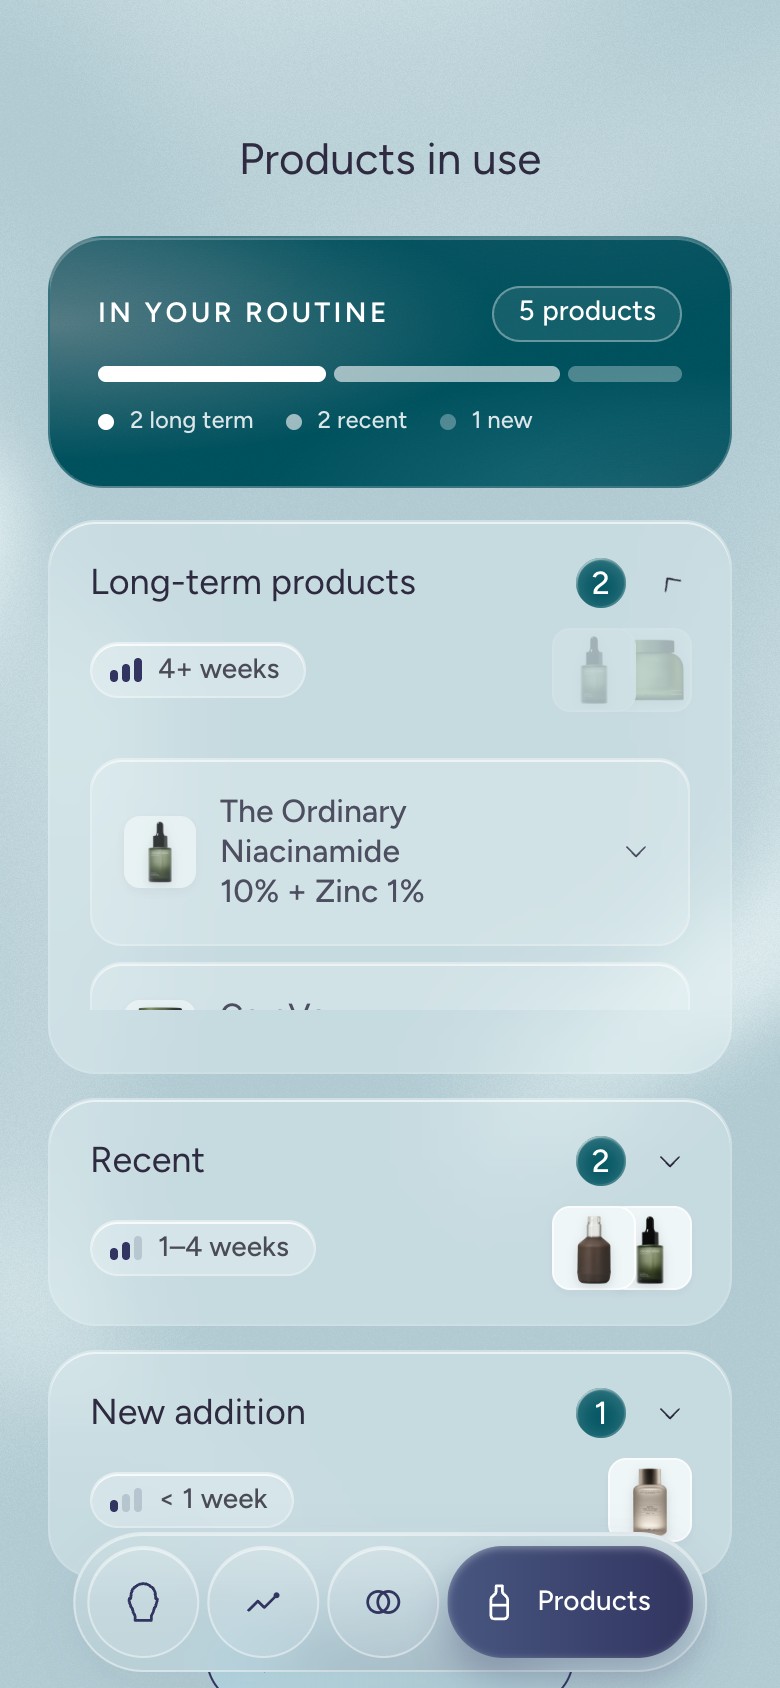 Products in use
IN YOUR ROUTINE
5 products
2 long term
2 recent
1 new
Long-term products
2
4+ weeks
The Ordinary
Niacinamide
10% + Zinc 1%
Recent
2
1–4 weeks
New addition
1
< 1 week
Products